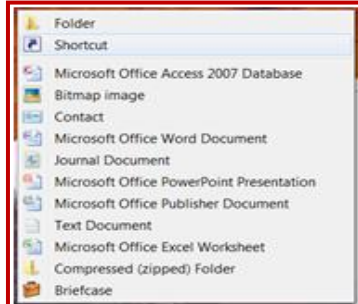 Folder
Shortcut
Microsoft Office Access 2007 Database
Bitmap image
Contact
Microsoft Office Word Document
Journal Document
Microsoft Office PowerPoint Presentation
Microsoft Office Publisher Document
Text Document
Microsoft Office Excel Worksheet
Compressed (zipped) Folder
Briefcase